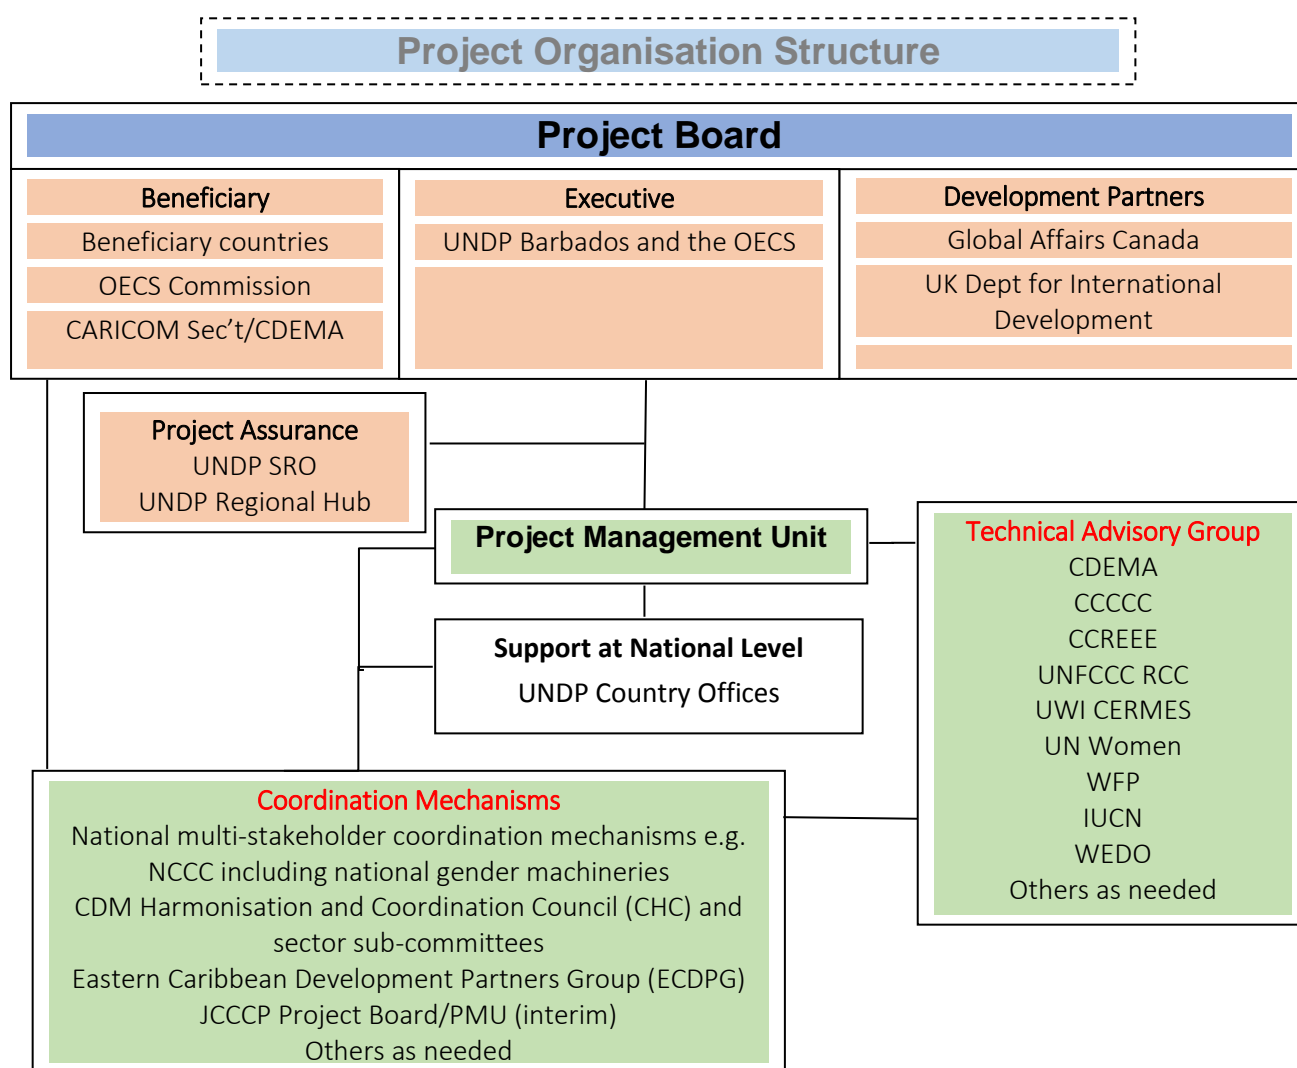 Project Organisation Structure
Project Board
Beneficiary
Beneficiary countries
OECS Commission
CARICOM Sec’t/CDEMA
Executive
UNDP Barbados and the OECS
Development Partners
Global Affairs Canada
UK Dept for International
Development
Project Assurance
UNDP SRO
UNDP Regional Hub
Project Management Unit
Support at National Level
UNDP Country Offices
Technical Advisory Group
CDEMA
CCCCC
CCREEE
UNFCCC RCC
UWI CERMES
UN Women
WFP
IUCN
WEDO
Others as needed
Coordination Mechanisms
National multi-stakeholder coordination mechanisms e.g.
NCCC including national gender machineries
CDM Harmonisation and Coordination Council (CHC) and
sector sub-committees
Eastern Caribbean Development Partners Group (ECDPG)
JCCCP Project Board/PMU (interim)
Others as needed